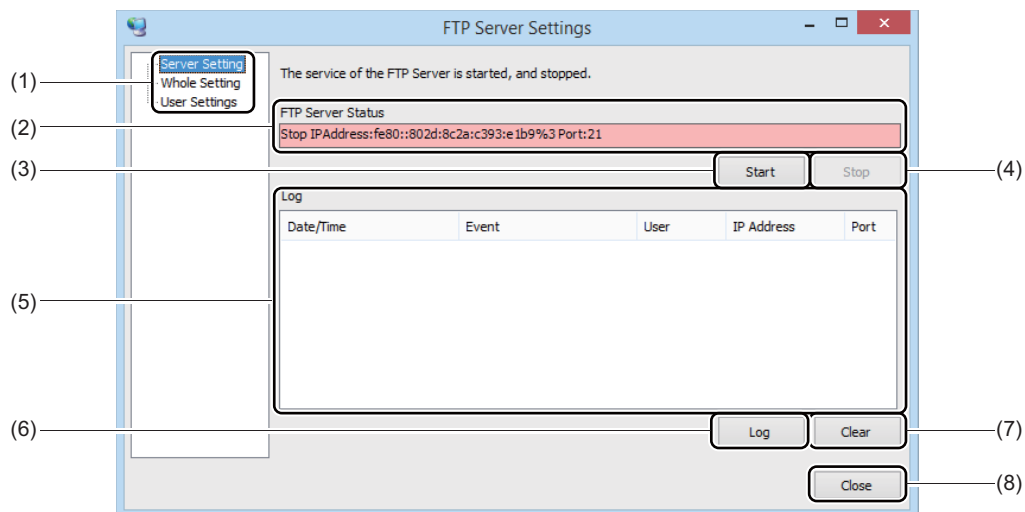 FTP Server Settings
(1)
Server Setting
Whole Setting
User Settings
The service of the FTP Server is started, and stopped.
(2)
FTP Server Status
Stop IPAddress:fe80::802d:8c2a:c393:e1b9%3 Port:21
(3)
Start
Stop
(4)
Log
Date/Time Event User IP Address Port
(5)
(6)
Log
Clear
(7)
Close
(8)